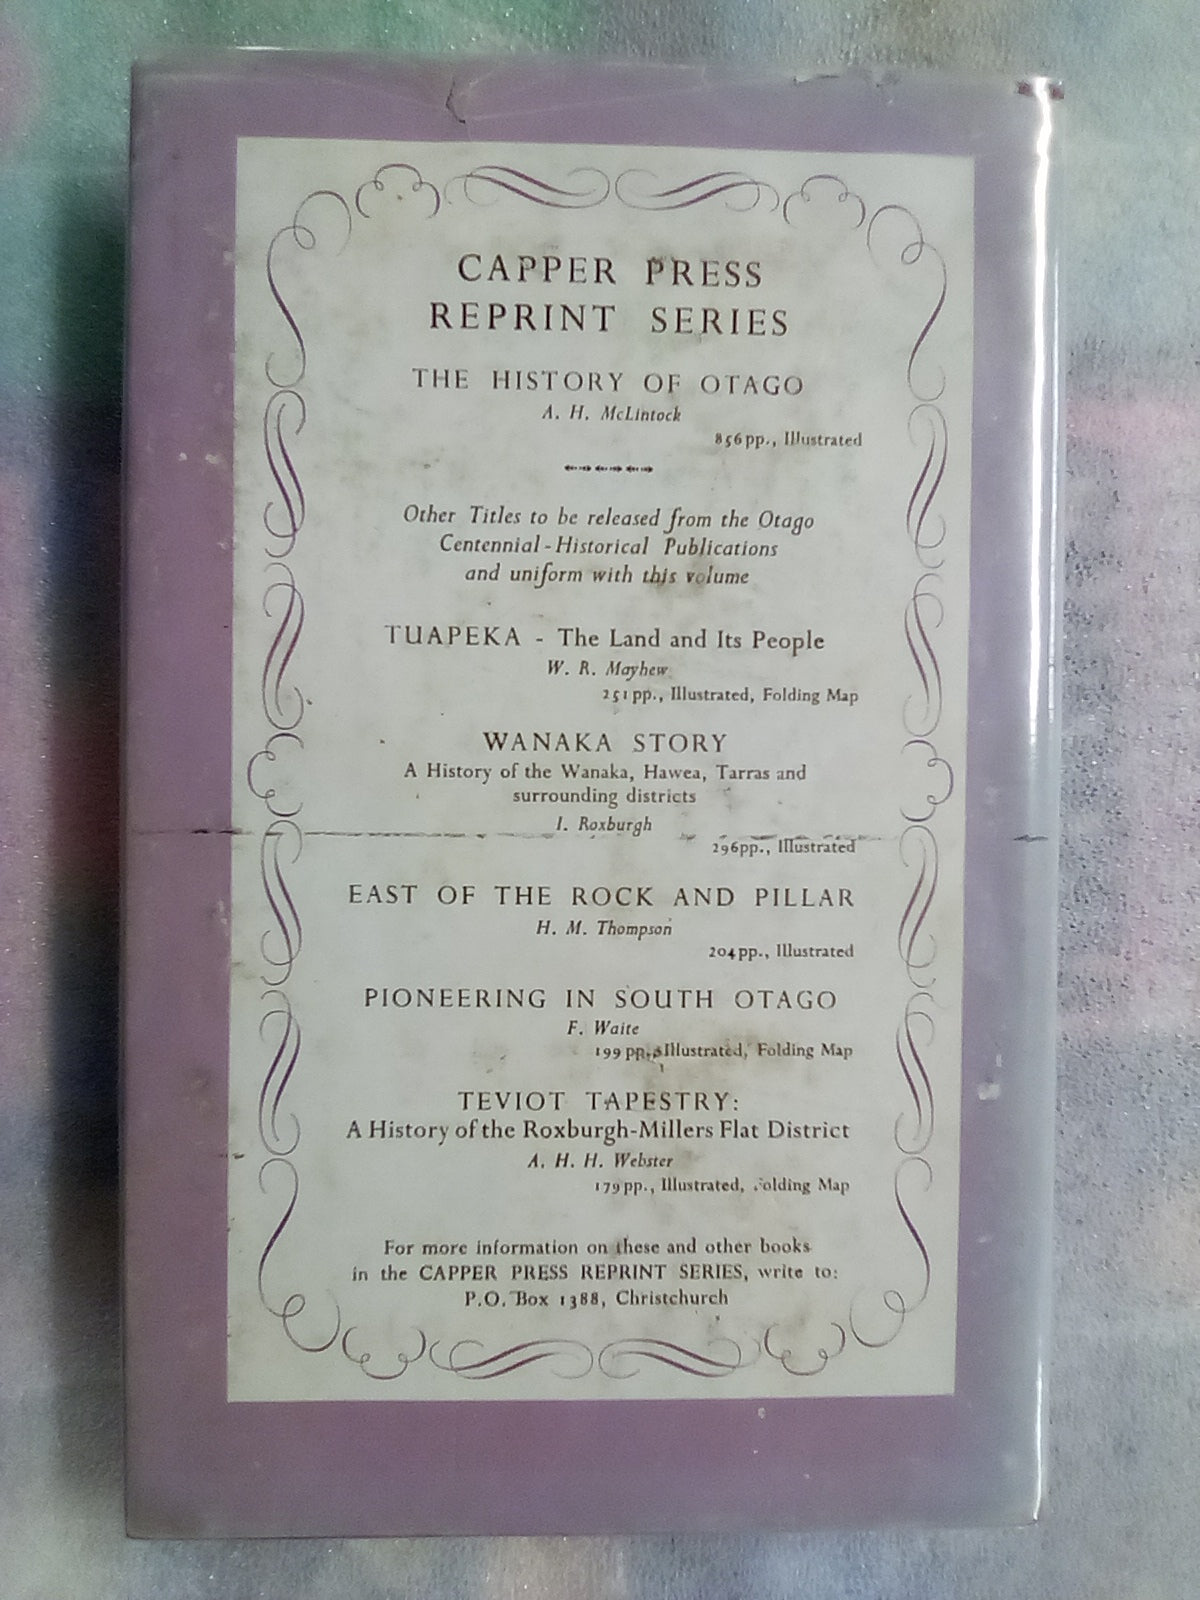 CAPPER PRESS
REPRINT SERIES
THE HISTORY OF OTAGO
A. H. McLintock
856pp., Illustrated
Other Titles to be released from the Otago
Centennial-Historical Publications
and uniform with this volume
TUAPEKA - The Land and Its People
W. R. Mayhew
251pp., Illustrated, Folding Map
WANAKA STORY
A History of the Wanaka, Hawea, Tarras and
surrounding districts
I. Roxburgh
296pp., Illustrated
EAST OF THE ROCK AND PILLAR
H. M. Thompson
204pp., Illustrated
PIONEERING IN SOUTH OTAGO
F. Waite
199pp., Illustrated, Folding Map
TEVIOT TAPESTRY:
A History of the Roxburgh-Millers Flat District
A. H. H. Webster
179pp., Illustrated, Folding Map
For more information on these and other books
in the CAPPER PRESS REPRINT SERIES, write to:
P.O. Box 1388, Christchurch